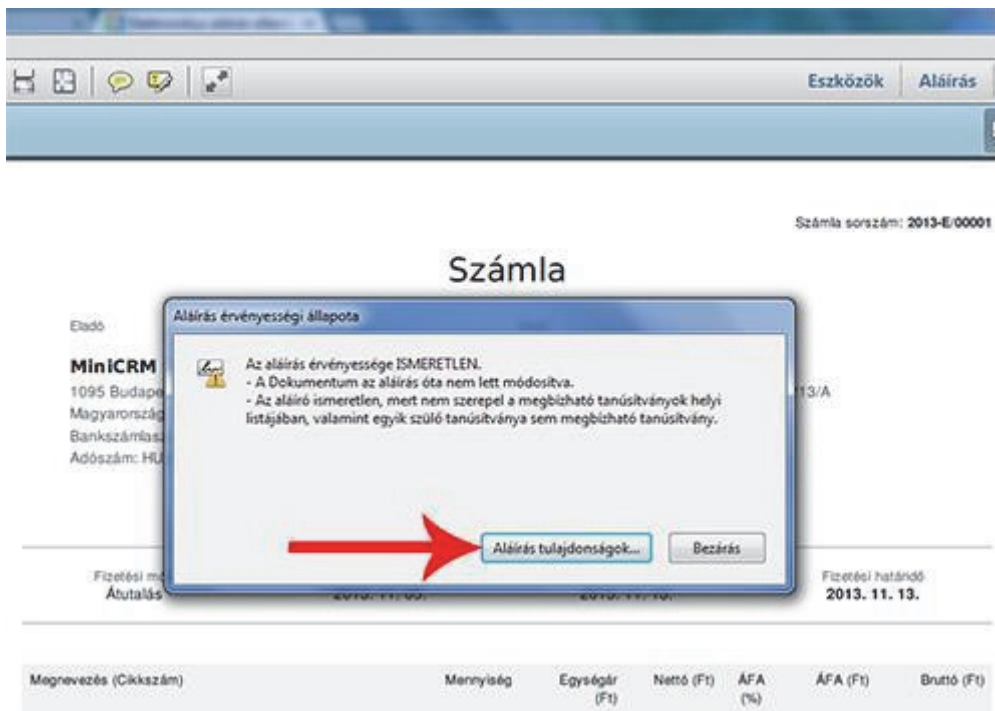 Eszközök Aláírás
Számla sorszám: 2013-E/00001
Számla
Aláírás érvényességi állapota
Eladó
Az aláírás érvényessége ISMERETLEN.
- A Dokumentum az aláírás óta nem lett módosítva.
- Az aláíró ismeretlen, mert nem szerepel a megbízható tanúsítványok helyi
listájában, valamint egyik szülő tanúsítványa sem megbízható tanúsítvány.
MiniCRM
1095 Budape 13/A
Magyarország
Bankszámlasz
Adószám: HU
Aláírás tulajdonságok... Bezárás
Fizetési Fizetési határidő
Átutalás 2013. 11. 13.
Megnevezés (Cikkszám) Mennyiség Egységár Nettó (Ft) ÁFA ÁFA (Ft) Bruttó (Ft)
(Ft) (%)